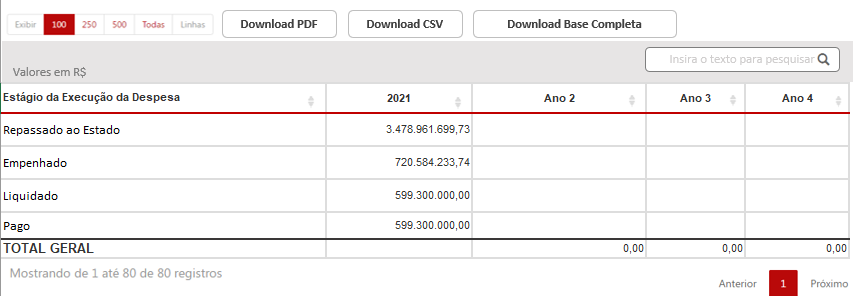 Exibir 100 250 500 Todas Linhas Download PDF Download CSV Download Base Completa
Insira o texto para pesquisar
Valores em R$
Estágio da Execução da Despesa 2021 Ano 2 Ano 3 Ano 4
Repassado ao Estado 3.478.961.699,73
Empenhado 720.584.233,74
Liquidado 599.300.000,00
Pago 599.300.000,00
TOTAL GERAL 0,00 0,00 0,00
Mostrando de 1 até 80 de 80 registros
Anterior 1 Próximo